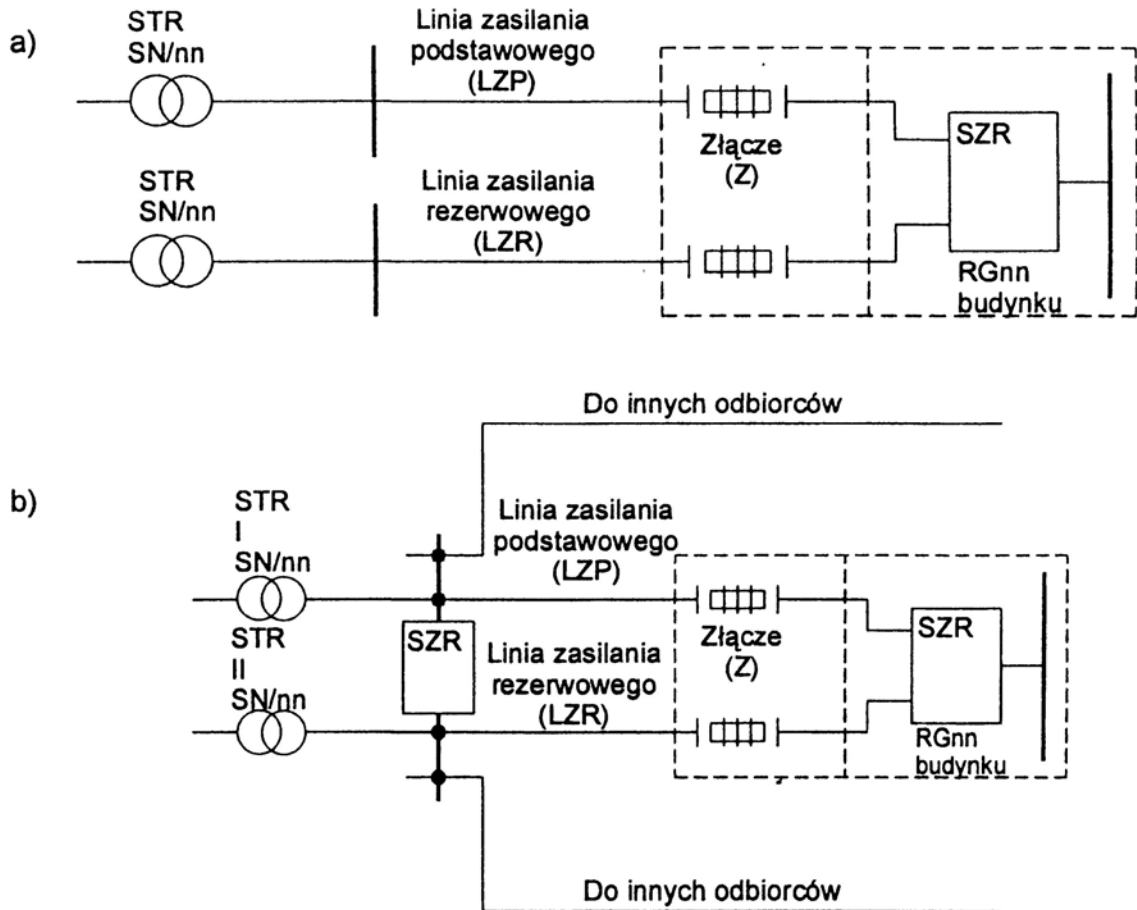 a)
STR
SN/nn
Linia zasilania
podstawowego
(LZP)
Złącze
(Z)
SZR
STR
SN/nn
Linia zasilania
rezerwowego
(LZR)
RGnn
budynku
Do innych odbiorców
b)
STR
I
SN/nn
Linia zasilania
podstawowego
(LZP)
Złącze
(Z)
SZR
SZR
STR
II
SN/nn
Linia zasilania
rezerwowego
(LZR)
RGnn
budynku
Do innych odbiorców